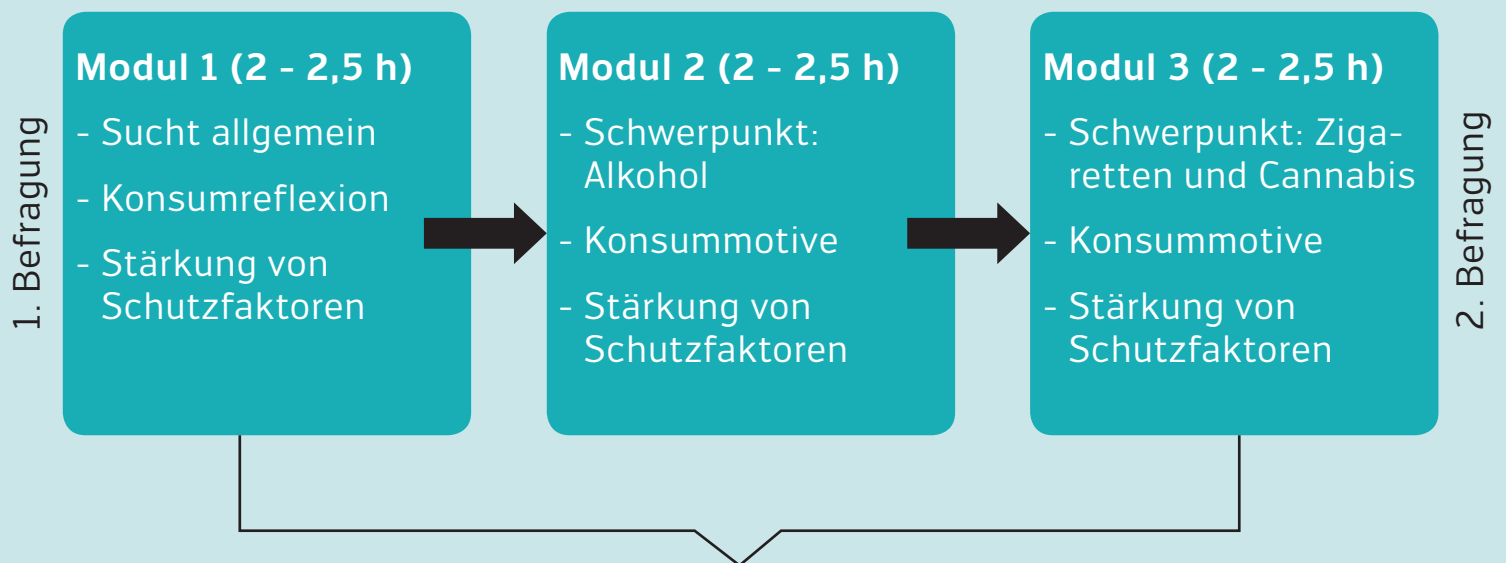 1. Befragung
Modul 1 (2 - 2,5 h)
- Sucht allgemein
- Konsumreflexion
- Stärkung von
Schutzfaktoren
Modul 2 (2 - 2,5 h)
- Schwerpunkt:
Alkohol
- Konsummotive
- Stärkung von
Schutzfaktoren
Modul 3 (2 - 2,5 h)
- Schwerpunkt: Ziga-
retten und Cannabis
- Konsummotive
- Stärkung von
Schutzfaktoren
2. Befragung